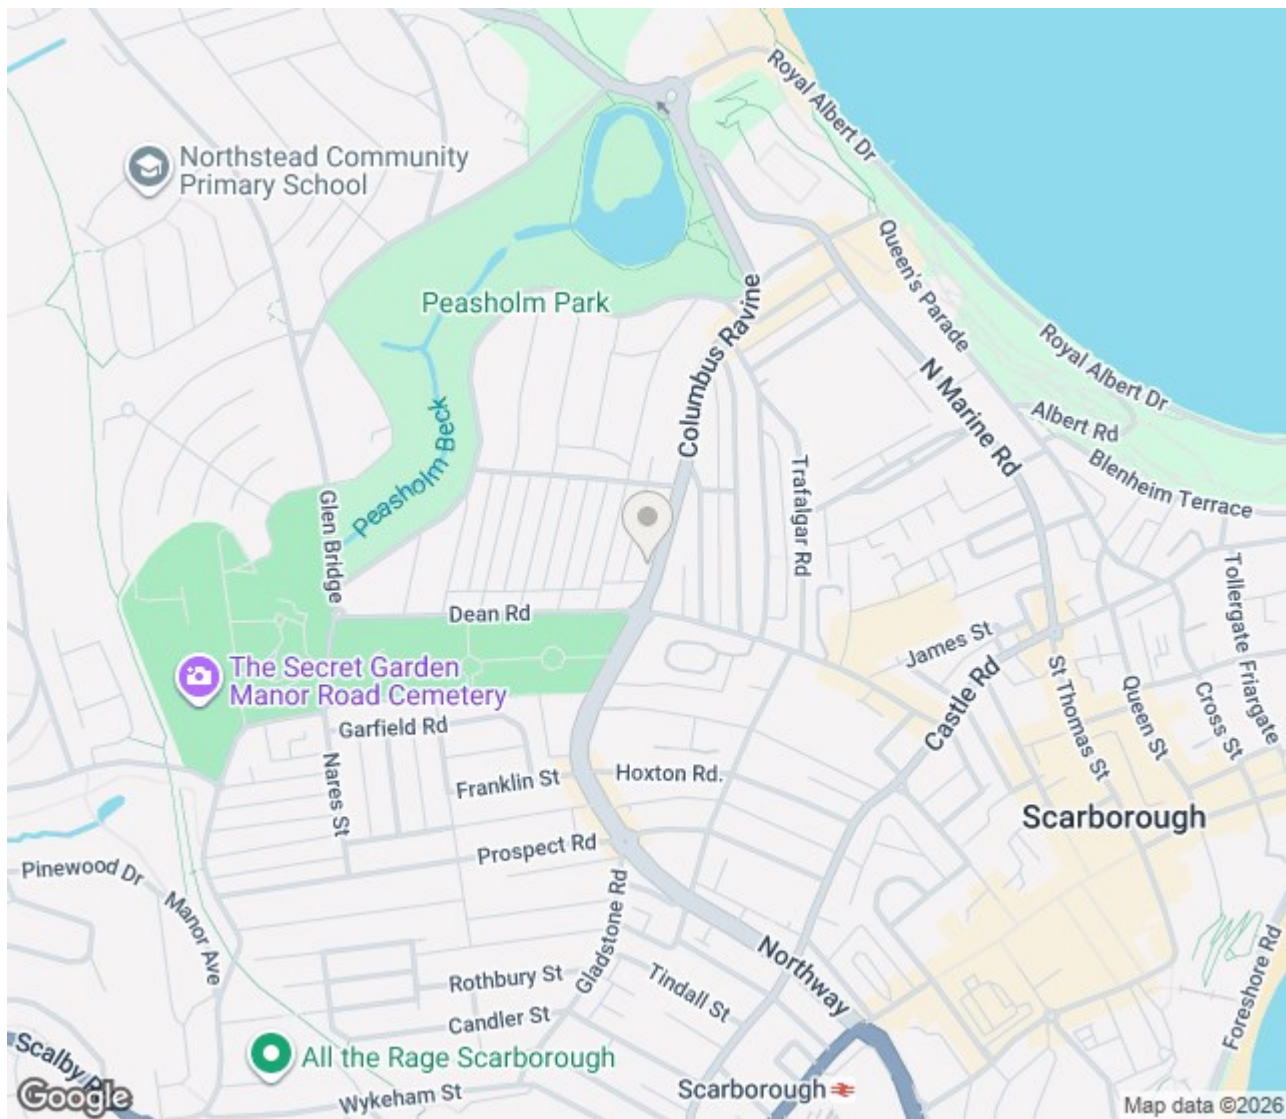 Royal Albert Dr
Northstead Community
Primary School
Queen's Parade
Peasholm Park
Columbus Ravine
Royal Albert Dr
N Marine Rd
Albert Rd
Peasholm Beck
Blenheim Terrace
Trafalgar Rd
Glen Bridge
Tollergate
Friargate
Dean Rd
James St
The Secret Garden
Manor Road Cemetery
Castle Rd
St Thomas St
Queen St
Cross St
Garfield Rd
Nares St
Franklin St
Hoxton Rd.
Scarborough
Prospect Rd
Pinewood Dr
Manor Ave
Gladstone Rd
Northway
Foreshore Rd
Rothbury St
Tindall St
Candler St
Scalby R
All the Rage Scarborough
Scarborough
Wykeham St
Google
Map data ©2026